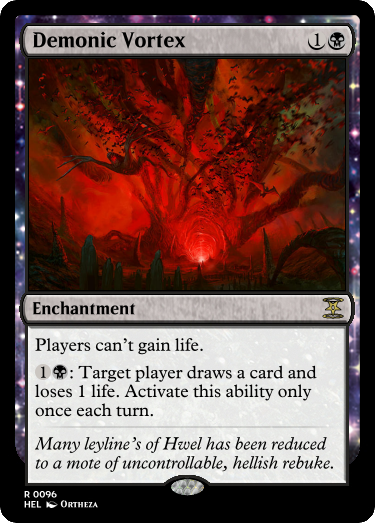 Demonic Vortex 1
Enchantment
Players can't gain life.
1: Target player draws a card and
loses 1 life. Activate this ability only
once each turn.
Many leyline's of Hwel has been reduced
to a mote of uncontrollable, hellish rebuke.
R 0096
HEL Ortheza